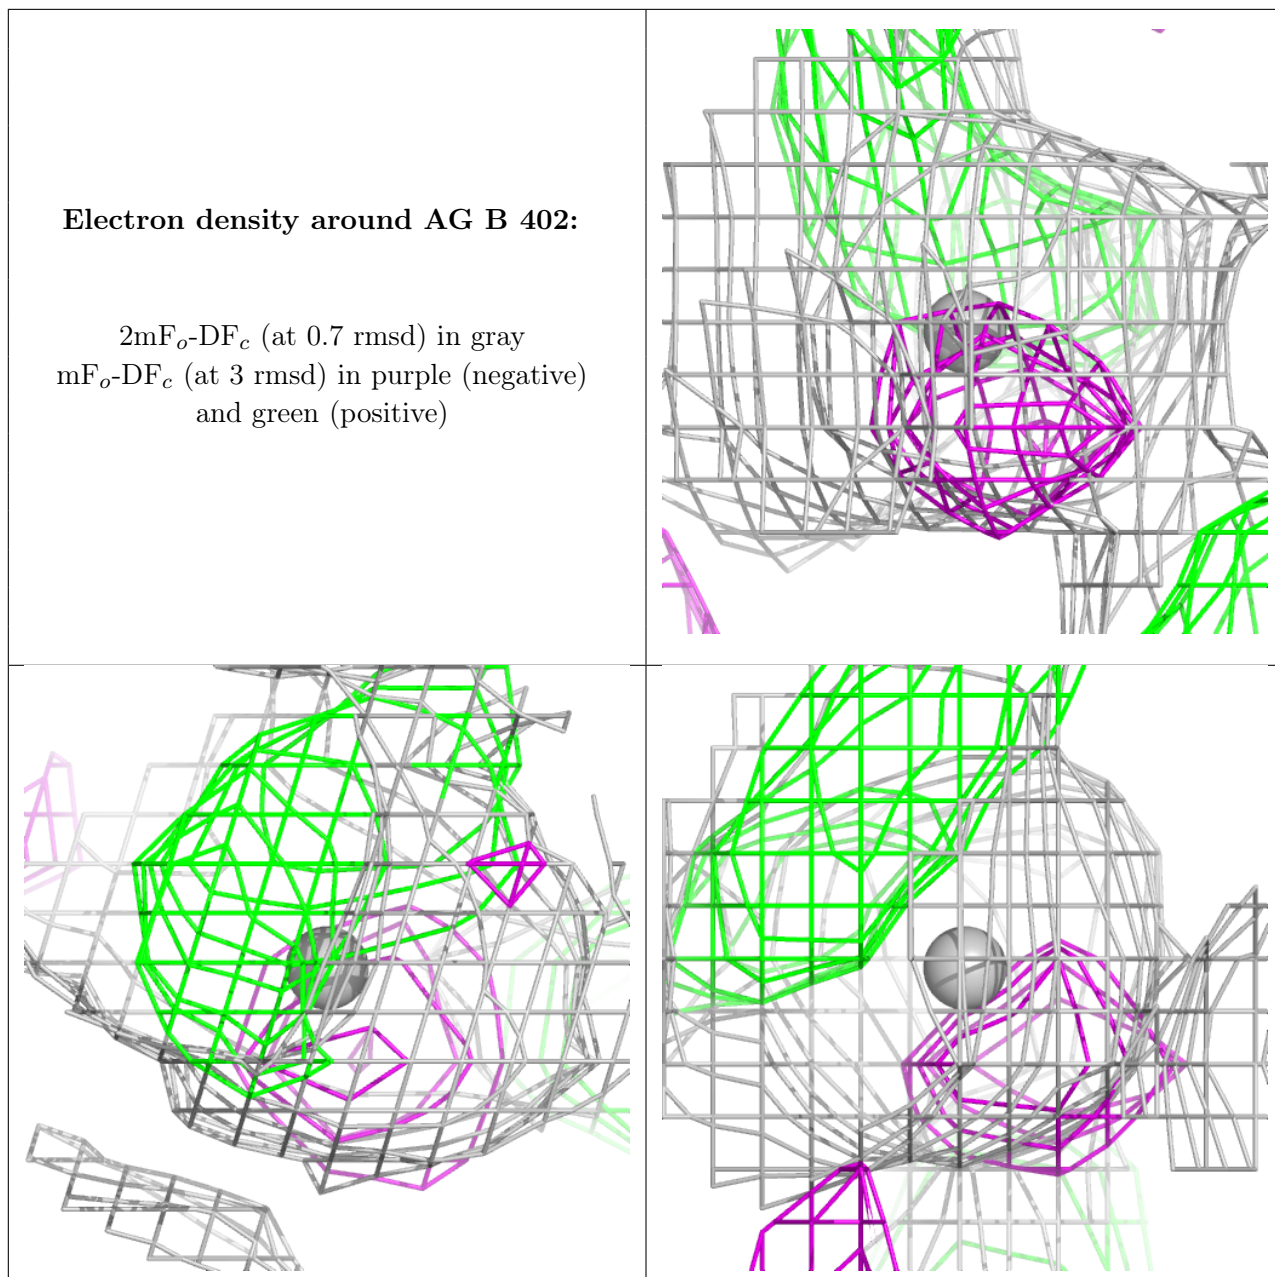 Electron density around AG B 402:
2mFo-DFc (at 0.7 rmsd) in gray
mFo-DFc (at 3 rmsd) in purple (negative)
and green (positive)